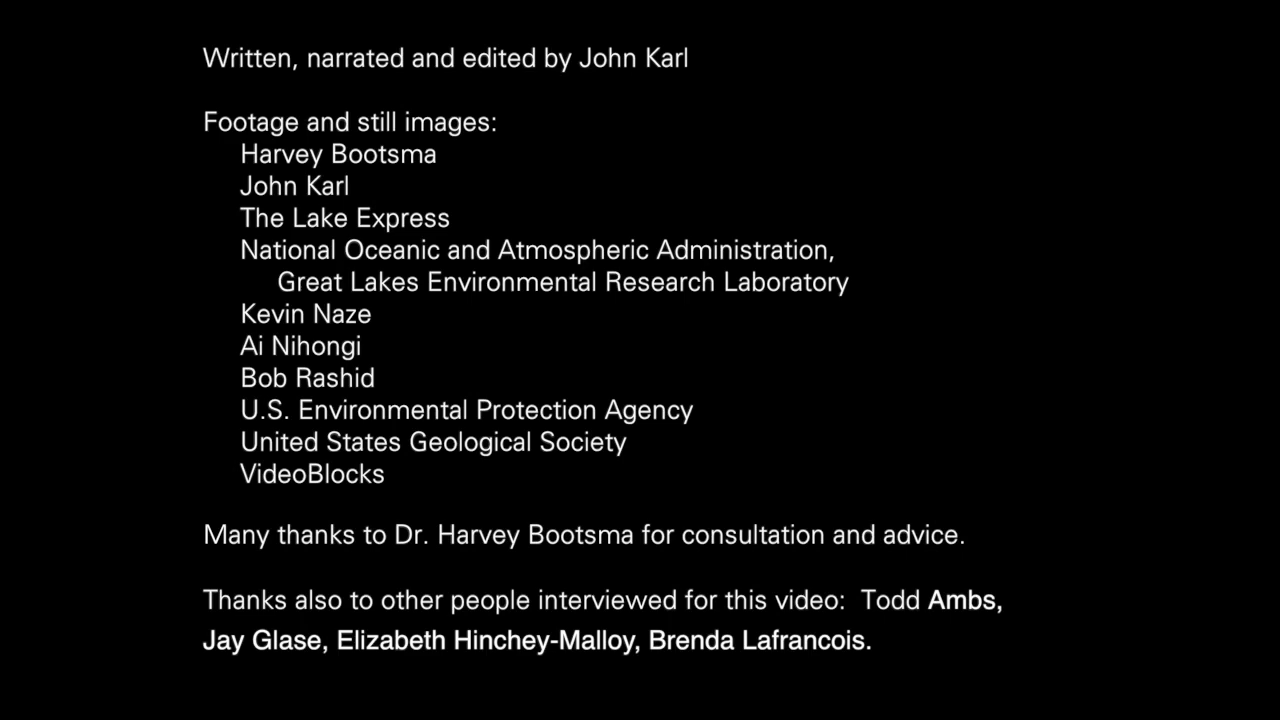 Written, narrated and edited by John Karl
Footage and still images:
Harvey Bootsma
John Karl
The Lake Express
National Oceanic and Atmospheric Administration,
Great Lakes Environmental Research Laboratory
Kevin Naze
Ai Nihongi
Bob Rashid
U.S. Environmental Protection Agency
United States Geological Society
VideoBlocks
Many thanks to Dr. Harvey Bootsma for consultation and advice.
Thanks also to other people interviewed for this video:  Todd Ambs,
Jay Glase, Elizabeth Hinchey-Malloy, Brenda Lafrancois.